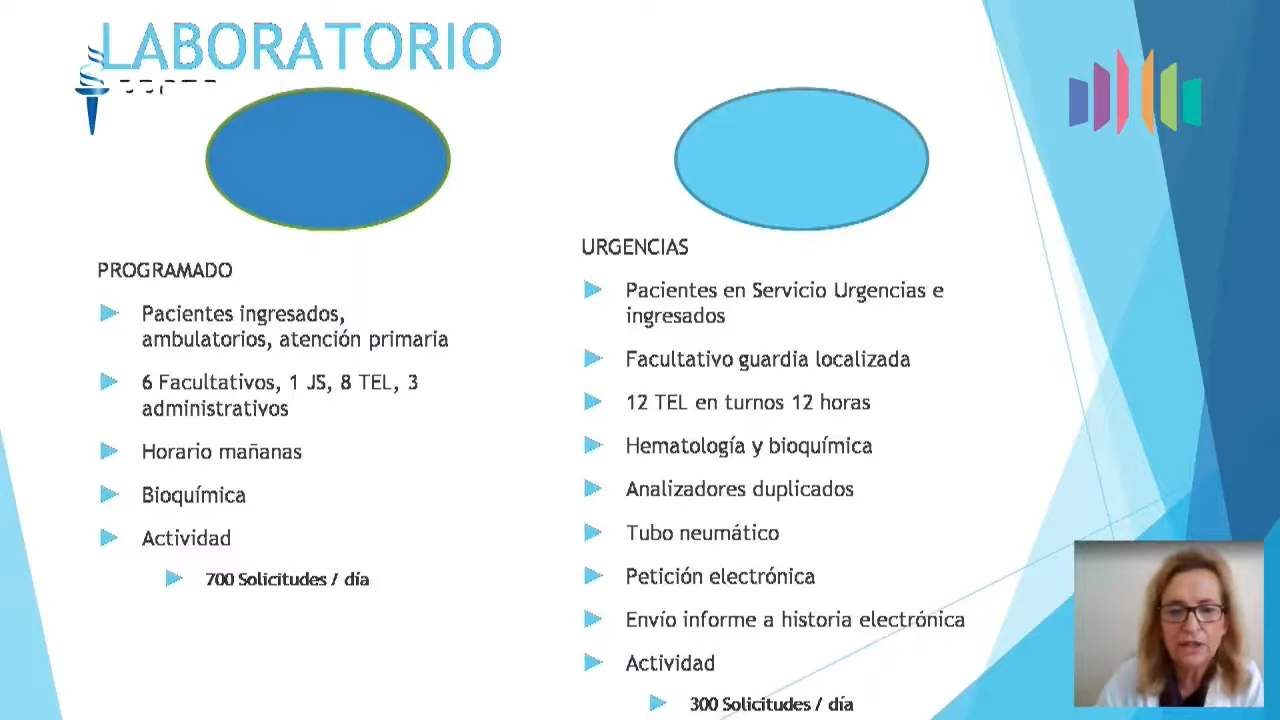 LABORATORIO
PROGRAMADO
Pacientes ingresados,
ambulatorios, atención primaria
6 Facultativos, 1 JS, 8 TEL, 3
administrativos
Horario mañanas
Bioquímica
Actividad
700 Solicitudes / día
URGENCIAS
Pacientes en Servicio Urgencias e
ingresados
Facultativo guardia localizada
12 TEL en turnos 12 horas
Hematología y bioquímica
Analizadores duplicados
Tubo neumático
Petición electrónica
Envío informe a historia electrónica
Actividad
300 Solicitudes / día